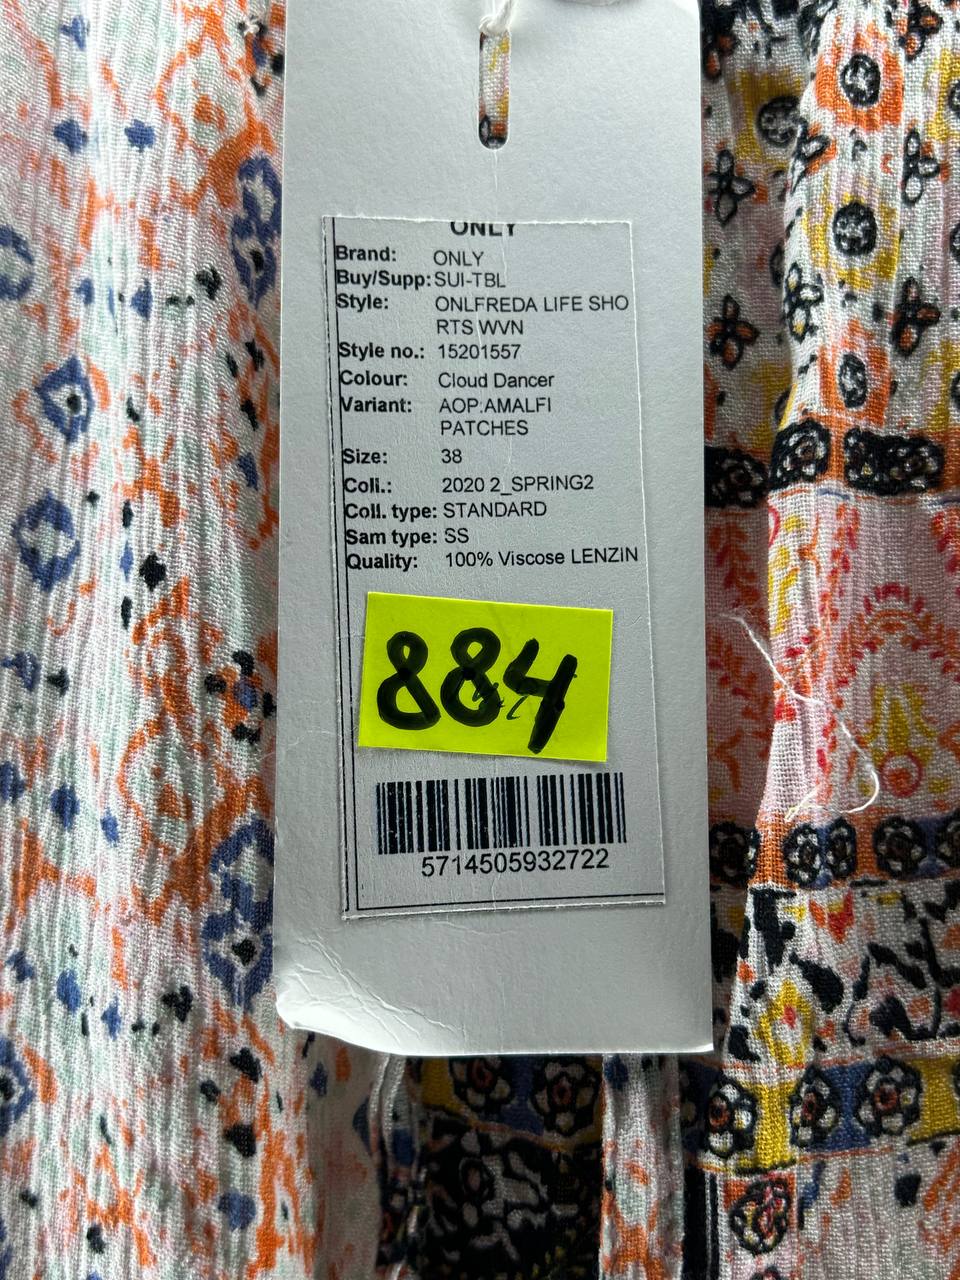 ONLY
Brand: ONLY
Buy/Supp: SUI-TBL
Style: ONLFREDA LIFE SHO
RTS WVN
Style no.: 15201557
Colour: Cloud Dancer
Variant: AOP:AMALFI
PATCHES
Size: 38
Coll.: 2020 2_SPRING2
Coll. type: STANDARD
Sam type: SS
Quality: 100% Viscose LENZIN
884
5714505932722